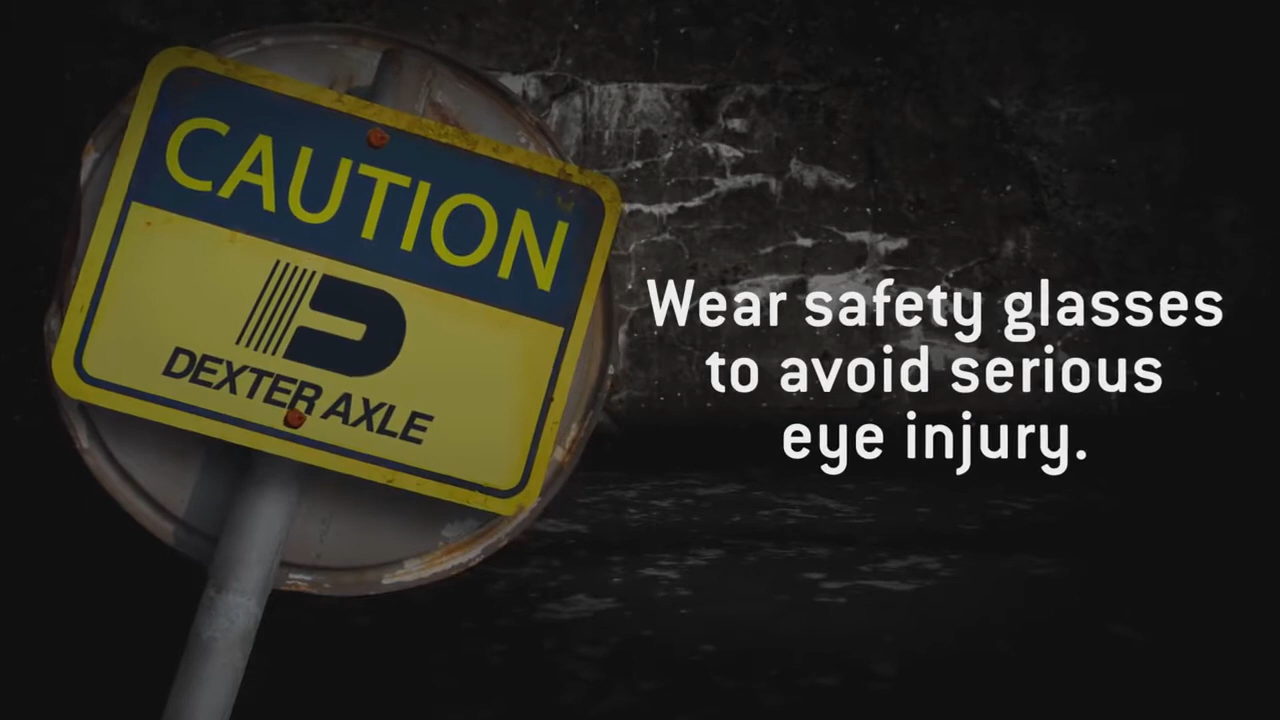 CAUTION
DEXTER AXLE
Wear safety glasses
to avoid serious
eye injury.